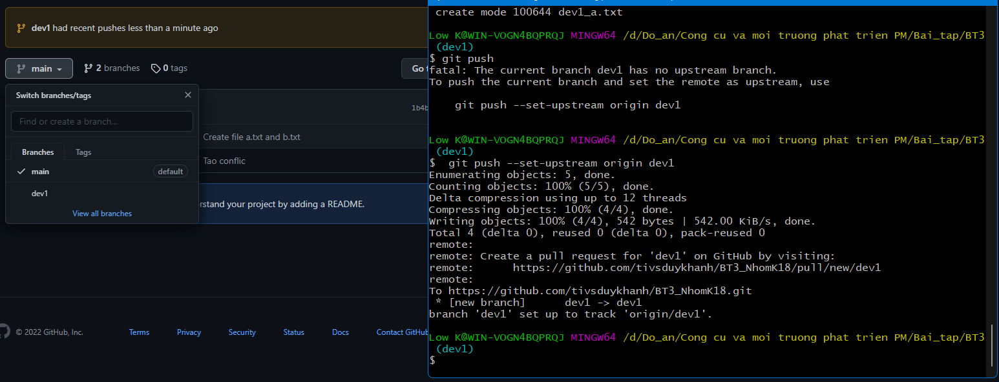 dev1 had recent pushes less than a minute ago
main
2 branches
0 tags
Go t
Switch branches/tags
Find or create a branch...
1b4b
Create file a.txt and b.txt
Branches
Tags
Tao conflic
main
default
dev1
View all branches
rstand your project by adding a README.
© 2022 GitHub, Inc.
Terms
Privacy
Security
Status
Docs
Contact GitHub
create mode 100644 dev1_a.txt
Low K@WIN-VOGN4BQPRQJ MINGW64 /d/Do_an/Cong cu va moi truong phat trien PM/Bai_tap/BT3
(dev1)
$ git push
fatal: The current branch dev1 has no upstream branch.
To push the current branch and set the remote as upstream, use
git push --set-upstream origin dev1
Low K@WIN-VOGN4BQPRQJ MINGW64 /d/Do_an/Cong cu va moi truong phat trien PM/Bai_tap/BT3
(dev1)
$  git push --set-upstream origin dev1
Enumerating objects: 5, done.
Counting objects: 100% (5/5), done.
Delta compression using up to 12 threads
Compressing objects: 100% (4/4), done.
Writing objects: 100% (4/4), 542 bytes | 542.00 KiB/s, done.
Total 4 (delta 0), reused 0 (delta 0), pack-reused 0
remote:
remote: Create a pull request for 'dev1' on GitHub by visiting:
remote:      https://github.com/tivsduykhanh/BT3_NhomK18/pull/new/dev1
remote:
To https://github.com/tivsduykhanh/BT3_NhomK18.git
* [new branch]      dev1 -> dev1
branch 'dev1' set up to track 'origin/dev1'.
Low K@WIN-VOGN4BQPRQJ MINGW64 /d/Do_an/Cong cu va moi truong phat trien PM/Bai_tap/BT3
(dev1)
$